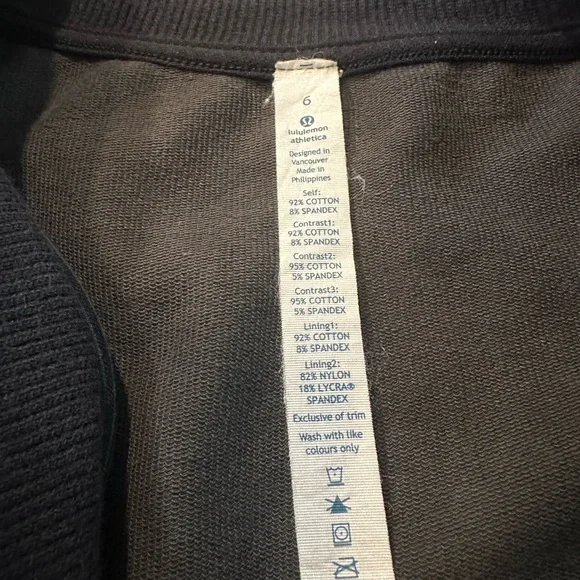 6
lululemon
athletica
Designed in
Vancouver
Made in
Philippines
Self:
92% COTTON
8% SPANDEX
Contrast1:
92% COTTON
8% SPANDEX
Contrast2:
95% COTTON
5% SPANDEX
Contrast3:
95% COTTON
5% SPANDEX
Lining1:
92% COTTON
8% SPANDEX
Lining2:
82% NYLON
18% LYCRA®
SPANDEX
Exclusive of trim
Wash with like
colours only